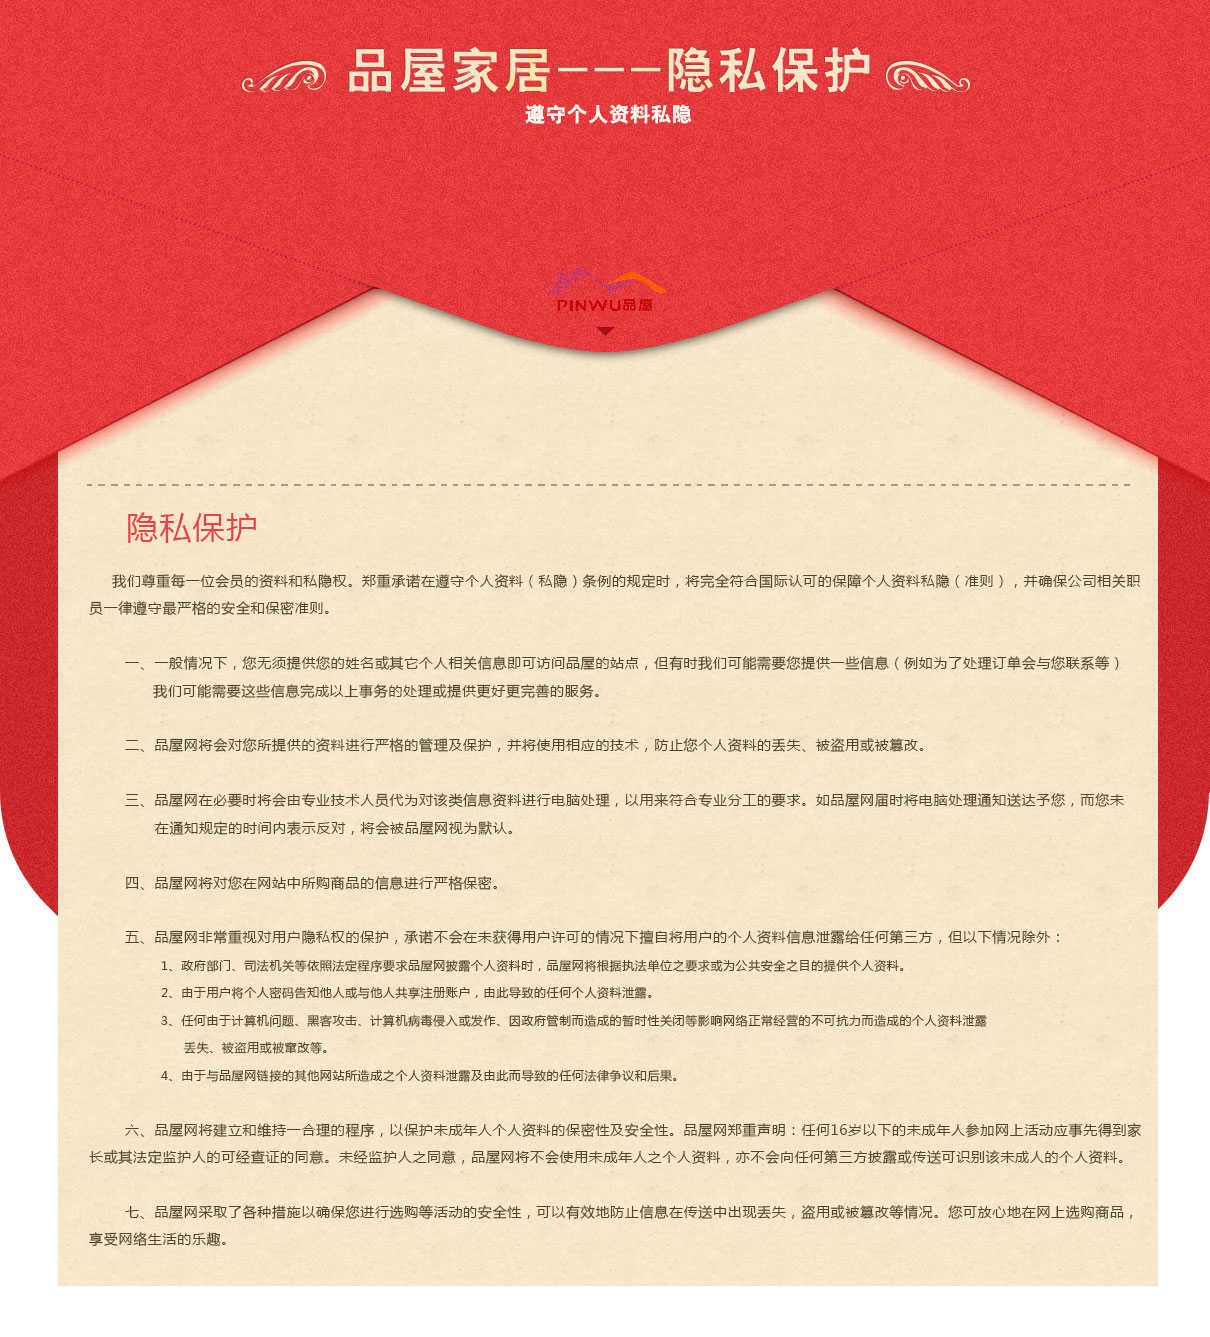 品屋家居---隐私保护
遵守个人资料私隐
PINWU品屋
隐私保护
我们尊重每一位会员的资料和私隐权。郑重承诺在遵守个人资料（私隐）条例的规定时，将完全符合国际认可的保障个人资料私隐（准则），并确保公司相关职
员一律遵守最严格的安全和保密准则。
一、一般情况下，您无须提供您的姓名或其它个人相关信息即可访问品屋的站点，但有时我们可能需要您提供一些信息（例如为了处理订单会与您联系等）
我们可能需要这些信息完成以上事务的处理或提供更好更完善的服务。
二、品屋网将会对您所提供的资料进行严格的管理及保护，并将使用相应的技术，防止您个人资料的丢失、被盗用或被篡改。
三、品屋网在必要时将会由专业技术人员代为对该类信息资料进行电脑处理，以用来符合专业分工的要求。如品屋网届时将电脑处理通知送达予您，而您未
在通知规定的时间内表示反对，将会被品屋网视为默认。
四、品屋网将对您在网站中所购商品的信息进行严格保密。
五、品屋网非常重视对用户隐私权的保护，承诺不会在未获得用户许可的情况下擅自将用户的个人资料信息泄露给任何第三方，但以下情况除外：
1、政府部门、司法机关等依照法定程序要求品屋网披露个人资料时，品屋网将根据执法单位之要求或为公共安全之目的提供个人资料。
2、由于用户将个人密码告知他人或与他人共享注册账户，由此导致的任何个人资料泄露。
3、任何由于计算机问题、黑客攻击、计算机病毒侵入或发作、因政府管制而造成的暂时性关闭等影响网络正常经营的不可抗力而造成的个人资料泄露
丢失、被盗用或被窜改等。
4、由于与品屋网链接的其他网站所造成之个人资料泄露及由此而导致的任何法律争议和后果。
六、品屋网将建立和维持一合理的程序，以保护未成年人个人资料的保密性及安全性。品屋网郑重声明：任何16岁以下的未成年人参加网上活动应事先得到家
长或其法定监护人的可经查证的同意。未经监护人之同意，品屋网将不会使用未成年人之个人资料，亦不会向任何第三方披露或传送可识别该未成人的个人资料。
七、品屋网采取了各种措施以确保您进行选购等活动的安全性，可以有效地防止信息在传送中出现丢失，盗用或被篡改等情况。您可放心地在网上选购商品，
享受网络生活的乐趣。